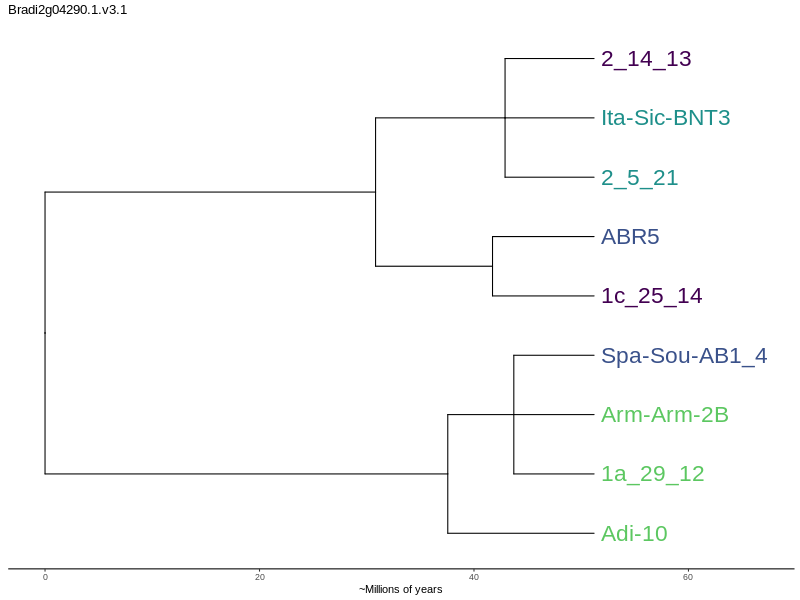 Bradi2g04290.1.v3.1
2_14_13
Ita-Sic-BNT3
2_5_21
ABR5
1c_25_14
Spa-Sou-AB1_4
Arm-Arm-2B
1a_29_12
Adi-10
0 20 40 60
~Millions of years